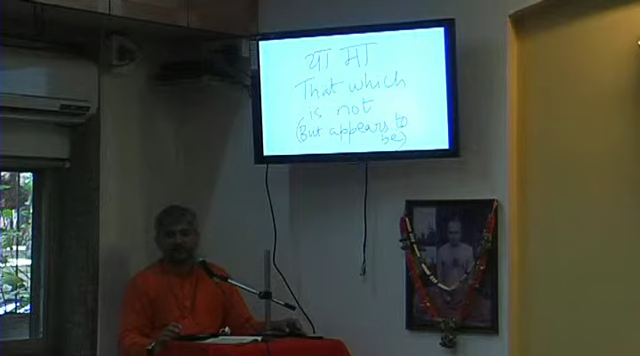 या मा
That which
is not
(But appears to
be)